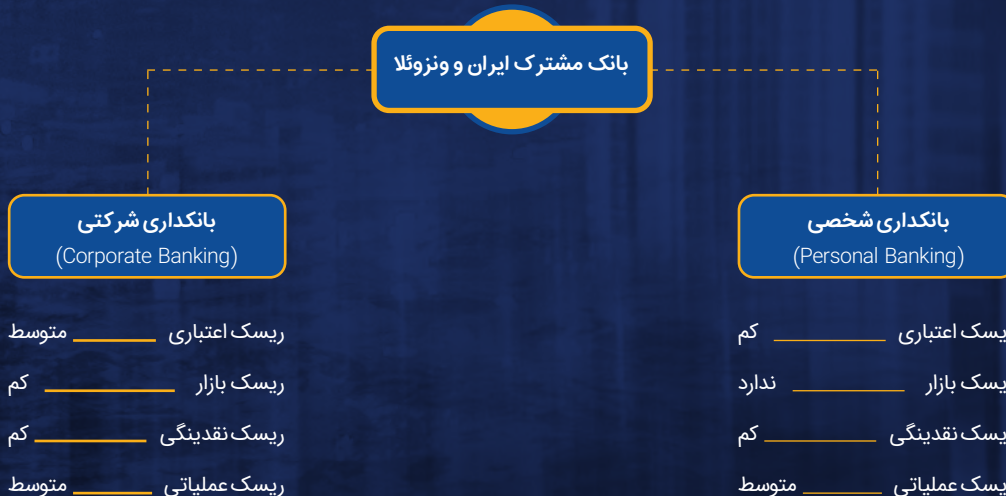 بانک مشترک ایران و ونزوئلا
بانکداری شخصی
(Personal Banking)
یسک اعتباری کم
یسک بازار ندارد
یسک نقدینگی کم
یسک عملیاتی متوسط
بانکداری شرکتی
(Corporate Banking)
ریسک اعتباری متوسط
ریسک بازار کم
ریسک نقدینگی کم
ریسک عملیاتی متوسط